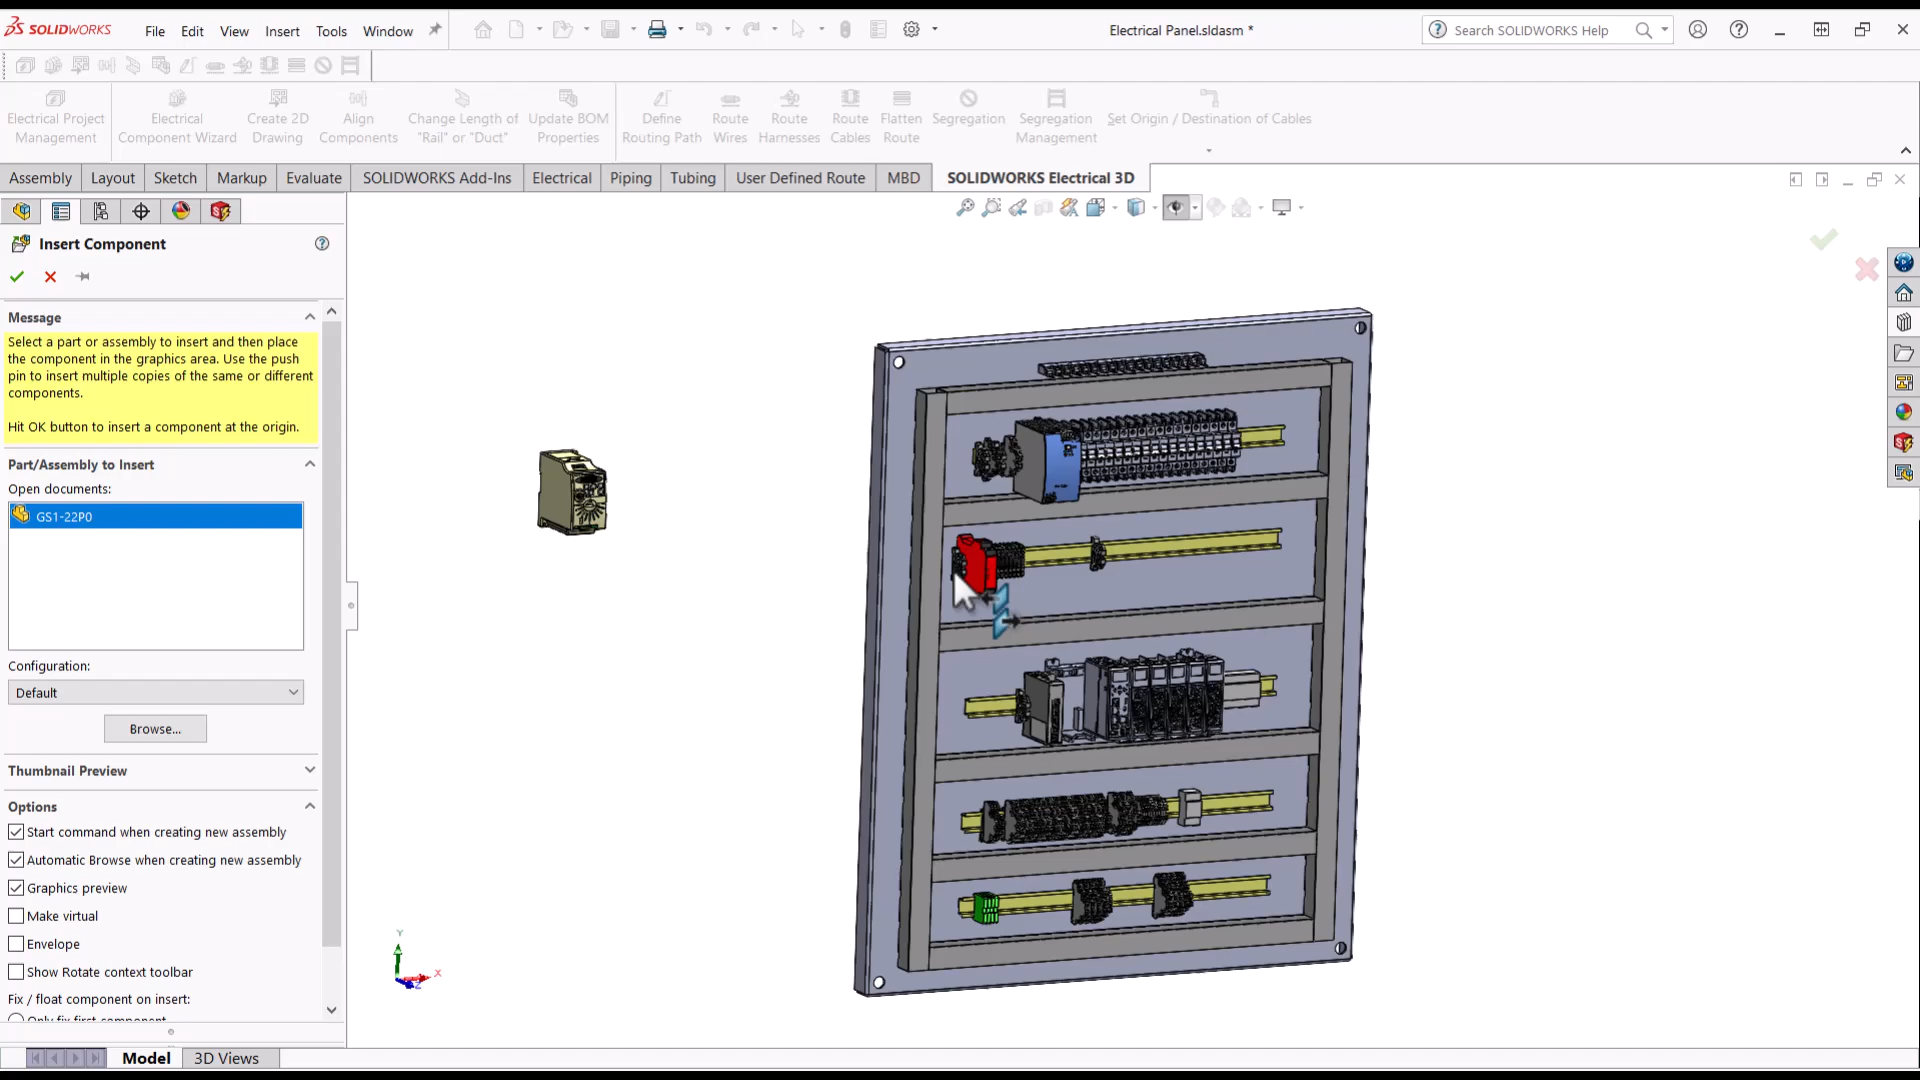 SOLIDWORKS File Edit View Insert Tools Window Electrical Panel.sldasm * Search SOLIDWORKS Help
Electrical Project Management
Electrical Component Wizard
Create 2D Drawing
Align Components
Change Length of "Rail" or "Duct"
Update BOM Properties
Define Routing Path
Route Wires
Route Harnesses
Route Cables
Flatten Route
Segregation
Segregation Management
Set Origin / Destination of Cables
Assembly Layout Sketch Markup Evaluate SOLIDWORKS Add-Ins Electrical Piping Tubing User Defined Route MBD SOLIDWORKS Electrical 3D
Insert Component
Message
Select a part or assembly to insert and then place
the component in the graphics area. Use the push
pin to insert multiple copies of the same or different
components.
Hit OK button to insert a component at the origin.
Part/Assembly to Insert
Open documents:
GS1-22P0
Configuration:
Default
Browse...
Thumbnail Preview
Options
Start command when creating new assembly
Automatic Browse when creating new assembly
Graphics preview
Make virtual
Envelope
Show Rotate context toolbar
Fix / float component on insert:
Only fix first component
Y
X
Z
Model 3D Views